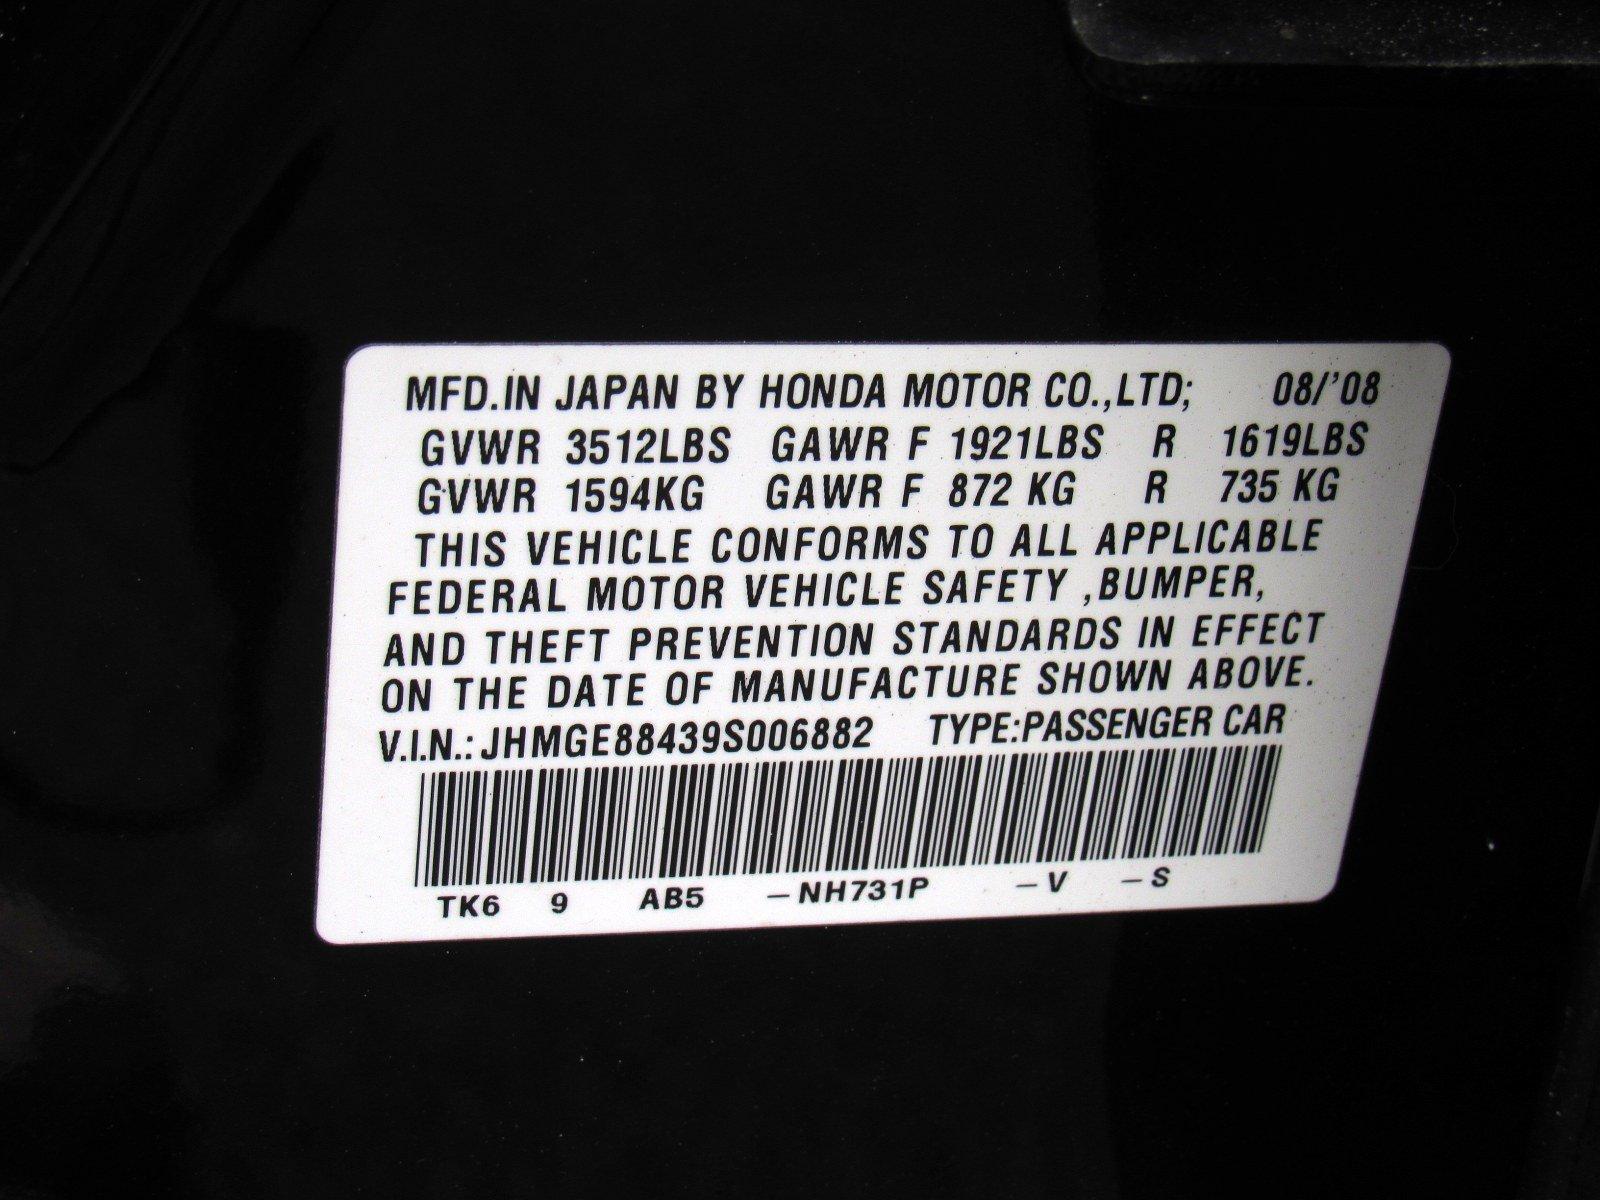 MFD.IN JAPAN BY HONDA MOTOR CO.,LTD; 08/'08
GVWR 3512LBS GAWR F 1921LBS R 1619LBS
GVWR 1594KG GAWR F 872 KG R 735 KG
THIS VEHICLE CONFORMS TO ALL APPLICABLE
FEDERAL MOTOR VEHICLE SAFETY ,BUMPER,
AND THEFT PREVENTION STANDARDS IN EFFECT
ON THE DATE OF MANUFACTURE SHOWN ABOVE.
V.I.N.: JHMGE88439S006882 TYPE:PASSENGER CAR
TK6 9 AB5 –NH731P –V –S